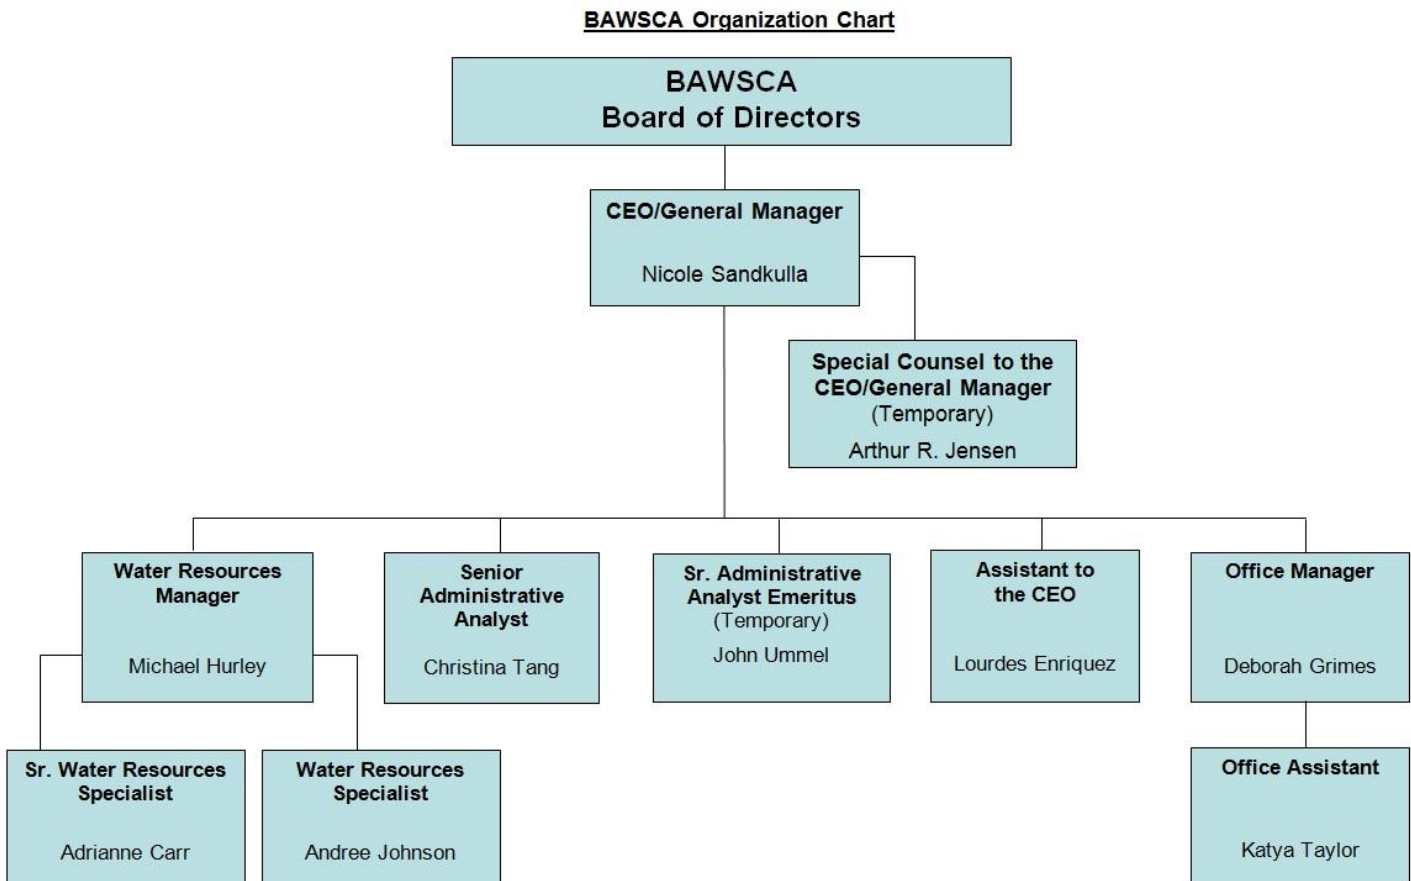 BAWSCA Organization Chart
BAWSCA
Board of Directors
CEO/General Manager
Nicole Sandkulla
Special Counsel to the
CEO/General Manager
(Temporary)
Arthur R. Jensen
Water Resources
Manager
Michael Hurley
Senior
Administrative
Analyst
Christina Tang
Sr. Administrative
Analyst Emeritus
(Temporary)
John Ummel
Assistant to
the CEO
Lourdes Enriquez
Office Manager
Deborah Grimes
Sr. Water Resources
Specialist
Adrianne Carr
Water Resources
Specialist
Andree Johnson
Office Assistant
Katya Taylor